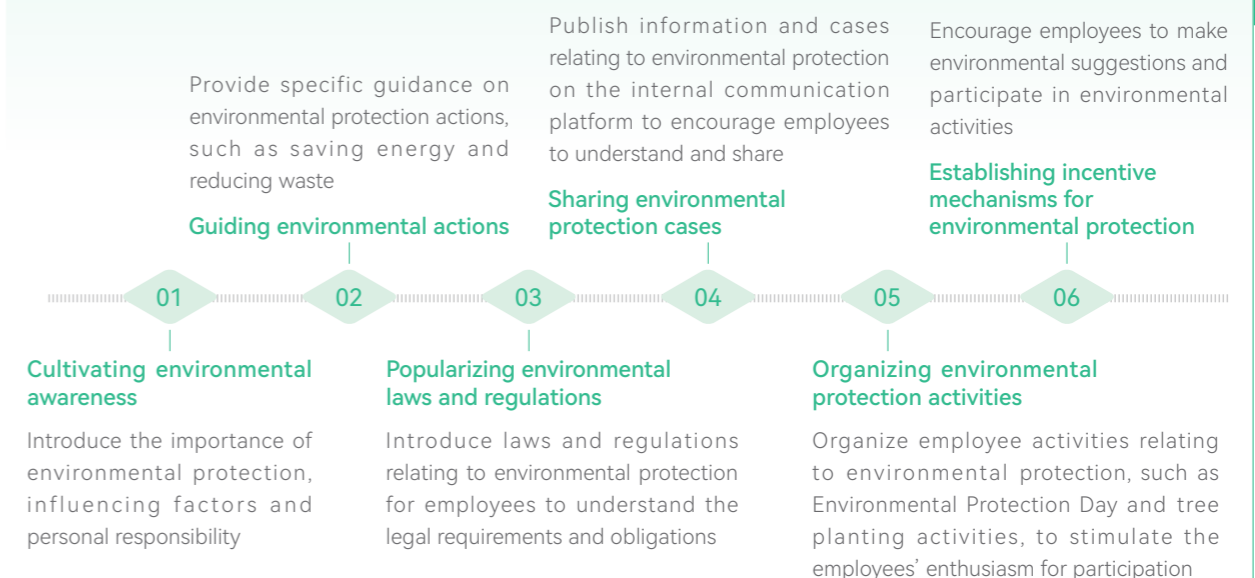 Provide specific guidance on
environmental protection actions,
such as saving energy and
reducing waste
Guiding environmental actions
Publish information and cases
relating to environmental protection
on the internal communication
platform to encourage employees
to understand and share
Sharing environmental
protection cases
Encourage employees to make
environmental suggestions and
participate in environmental
activities
Establishing incentive
mechanisms for
environmental protection
01
02
03
04
05
06
Cultivating environmental
awareness
Introduce the importance of
environmental protection,
influencing factors and
personal responsibility
Popularizing environmental
laws and regulations
Introduce laws and regulations
relating to environmental protection
for employees to understand the
legal requirements and obligations
Organizing environmental
protection activities
Organize employee activities relating
to environmental protection, such as
Environmental Protection Day and tree
planting activities, to stimulate the
employees’ enthusiasm for participation